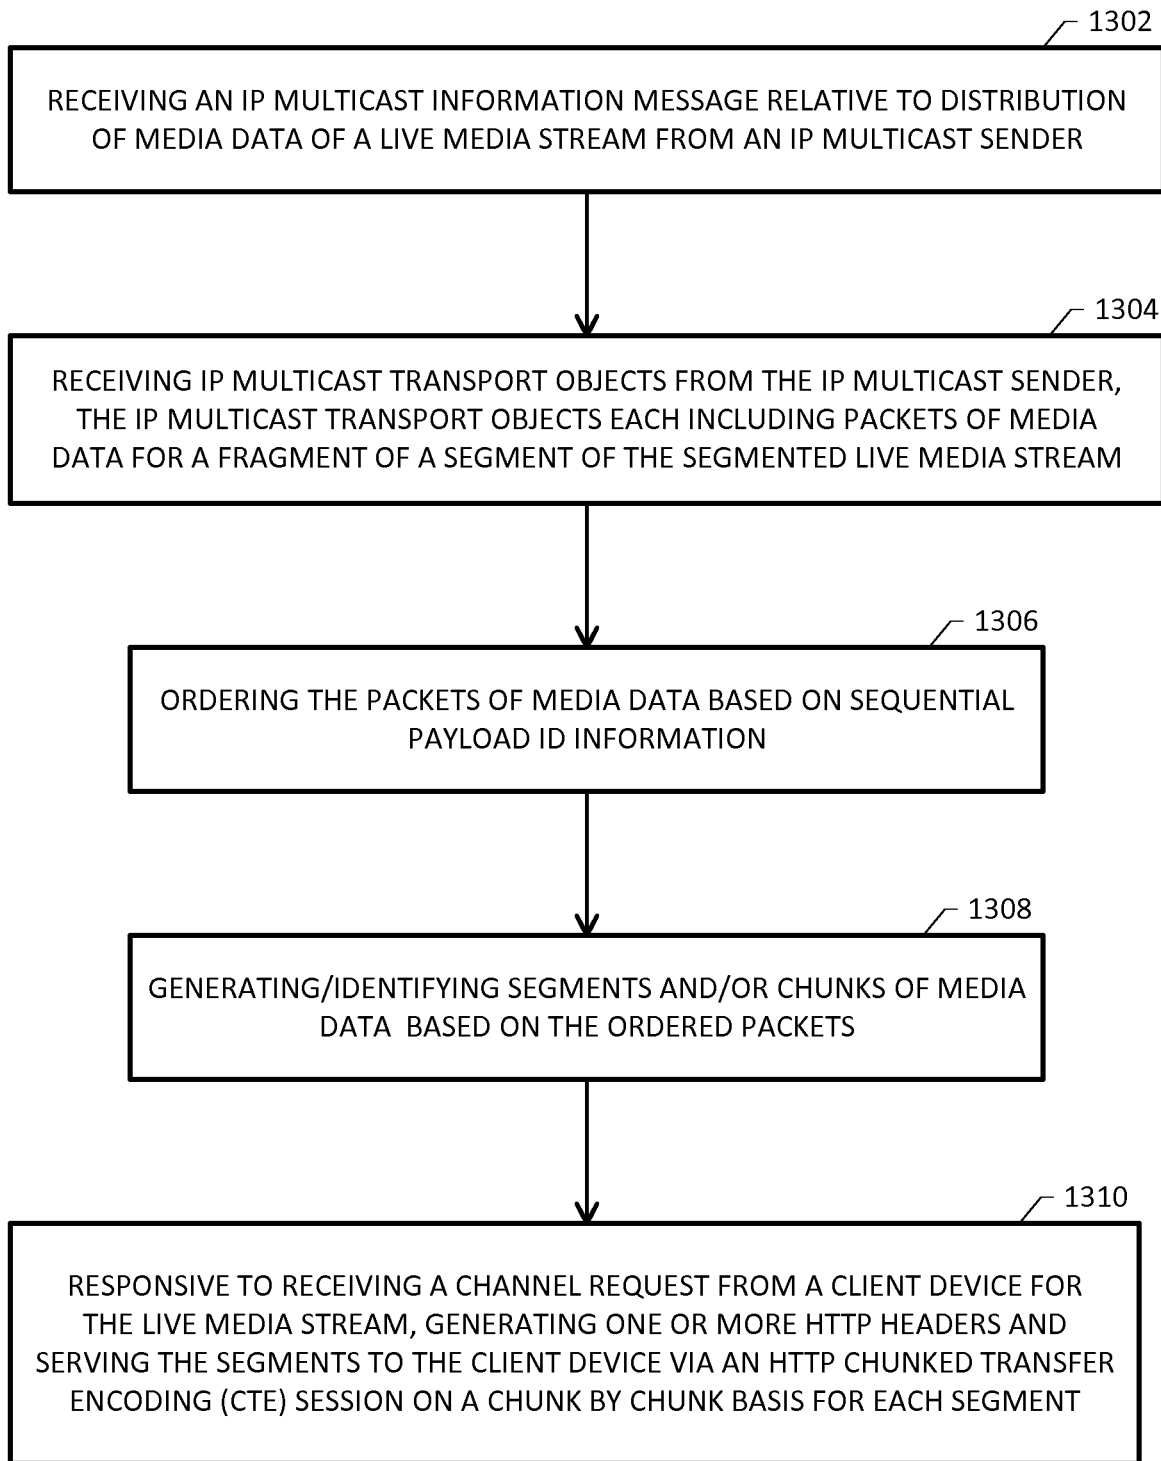 1302
RECEIVING AN IP MULTICAST INFORMATION MESSAGE RELATIVE TO DISTRIBUTION
OF MEDIA DATA OF A LIVE MEDIA STREAM FROM AN IP MULTICAST SENDER
1304
RECEIVING IP MULTICAST TRANSPORT OBJECTS FROM THE IP MULTICAST SENDER,
THE IP MULTICAST TRANSPORT OBJECTS EACH INCLUDING PACKETS OF MEDIA
DATA FOR A FRAGMENT OF A SEGMENT OF THE SEGMENTED LIVE MEDIA STREAM
1306
ORDERING THE PACKETS OF MEDIA DATA BASED ON SEQUENTIAL
PAYLOAD ID INFORMATION
1308
GENERATING/IDENTIFYING SEGMENTS AND/OR CHUNKS OF MEDIA
DATA BASED ON THE ORDERED PACKETS
1310
RESPONSIVE TO RECEIVING A CHANNEL REQUEST FROM A CLIENT DEVICE FOR
THE LIVE MEDIA STREAM, GENERATING ONE OR MORE HTTP HEADERS AND
SERVING THE SEGMENTS TO THE CLIENT DEVICE VIA AN HTTP CHUNKED TRANSFER
ENCODING (CTE) SESSION ON A CHUNK BY CHUNK BASIS FOR EACH SEGMENT